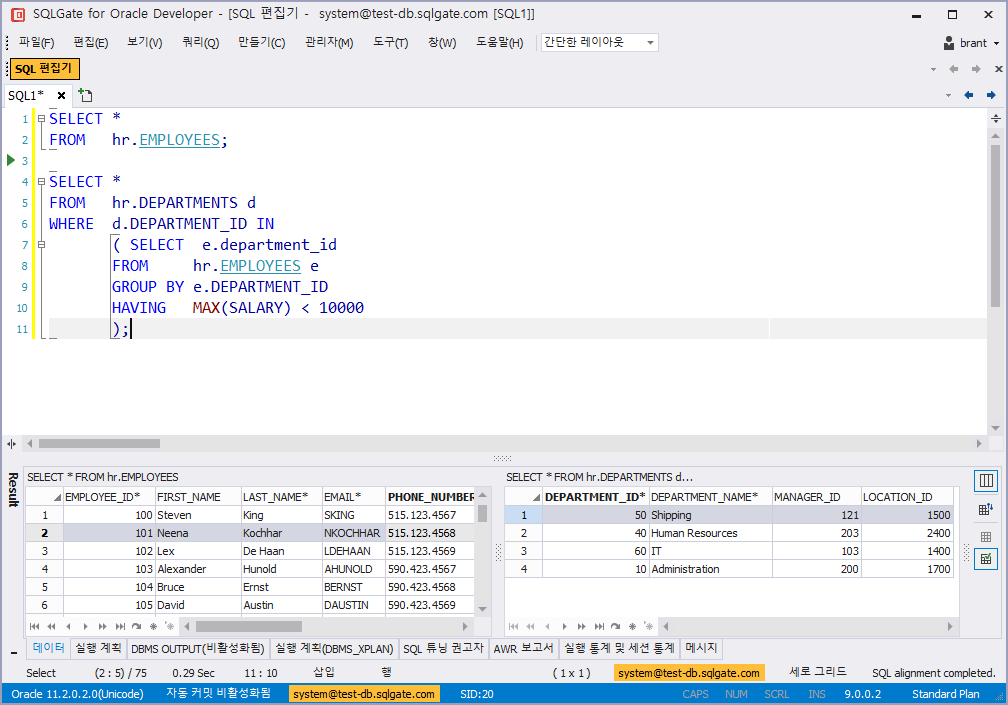 SQLGate for Oracle Developer - [SQL 편집기 - system@test-db.sqlgate.com [SQL1]]
파일(F) 편집(E) 보기(V) 쿼리(Q) 만들기(C) 관리자(M) 도구(T) 창(W) 도움말(H) 간단한 레이아웃 brant
SQL 편집기
SQL1*
1 SELECT *
2 FROM hr.EMPLOYEES;
3
4 SELECT *
5 FROM hr.DEPARTMENTS d
6 WHERE d.DEPARTMENT_ID IN
7 ( SELECT e.department_id
8 FROM hr.EMPLOYEES e
9 GROUP BY e.DEPARTMENT_ID
10 HAVING MAX(SALARY) < 10000
11 );
Result
SELECT * FROM hr.EMPLOYEES
EMPLOYEE_ID* FIRST_NAME LAST_NAME* EMAIL* PHONE_NUMBER
1 100 Steven King SKING 515.123.4567
2 101 Neena Kochhar NKOCHHAR 515.123.4568
3 102 Lex De Haan LDEHAAN 515.123.4569
4 103 Alexander Hunold AHUNOLD 590.423.4567
5 104 Bruce Ernst BERNST 590.423.4568
6 105 David Austin DAUSTIN 590.423.4569
SELECT * FROM hr.DEPARTMENTS d...
DEPARTMENT_ID* DEPARTMENT_NAME* MANAGER_ID LOCATION_ID
1 50 Shipping 121 1500
2 40 Human Resources 203 2400
3 60 IT 103 1400
4 10 Administration 200 1700
데이터 실행 계획 DBMS OUTPUT(비활성화됨) 실행 계획(DBMS_XPLAN) SQL 튜닝 권고자 AWR 보고서 실행 통계 및 세션 통계 메시지
Select (2 : 5) / 75 0.29 Sec 11 : 10 삽입 행 ( 1 x 1 ) system@test-db.sqlgate.com 세로 그리드 SQL alignment completed.
Oracle 11.2.0.2.0(Unicode) 자동 커밋 비활성화됨 system@test-db.sqlgate.com SID:20 CAPS NUM SCRL INS 9.0.0.2 Standard Plan